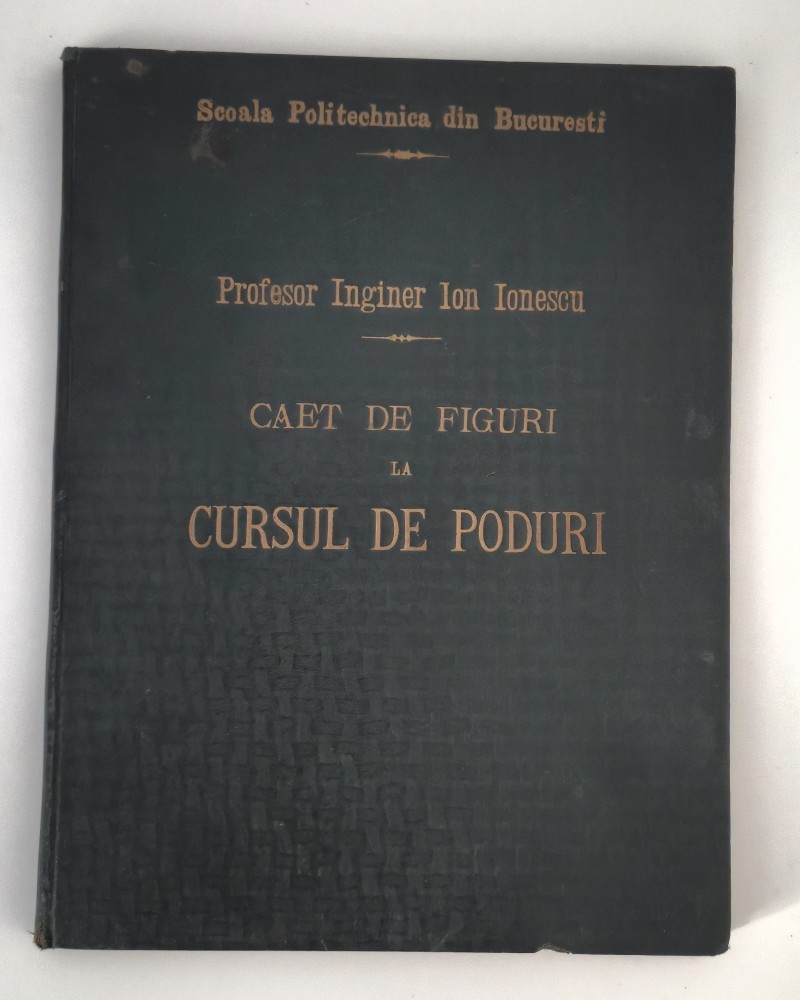 Scoala Politechnica din Bucuresti
Profesor Inginer Ion Ionescu
CAET DE FIGURI
LA
CURSUL DE PODURI